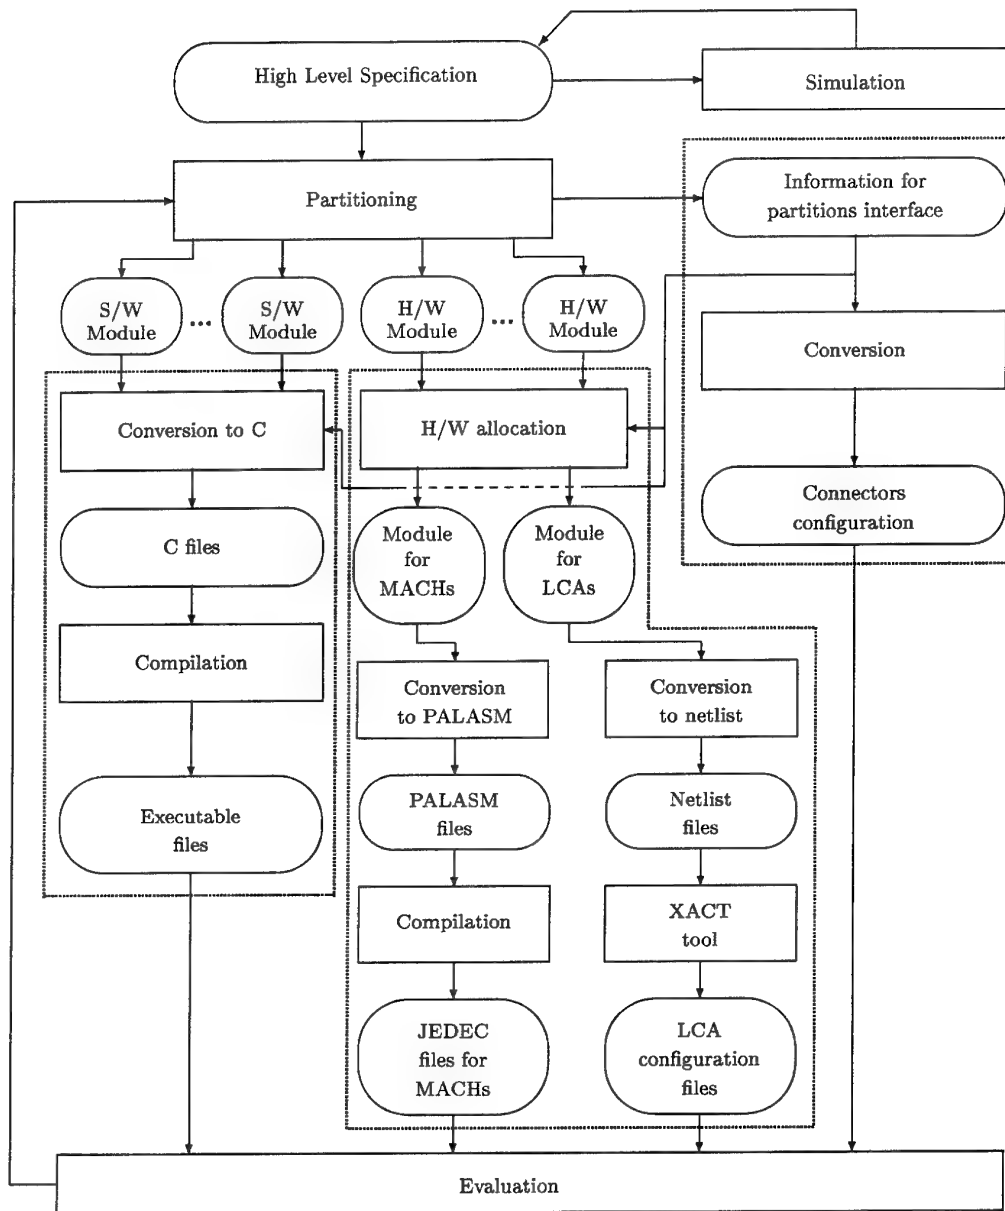 High Level Specification
Simulation
Partitioning
Information for
partitions interface
S/W
Module
...
S/W
Module
H/W
Module
...
H/W
Module
Conversion
Conversion to C
H/W allocation
Connectors
configuration
C files
Module
for
MACHs
Module
for
LCAs
Compilation
Conversion
to PALASM
Conversion
to netlist
Executable
files
PALASM
files
Netlist
files
Compilation
XACT
tool
JEDEC
files for
MACHs
LCA
configuration
files
Evaluation